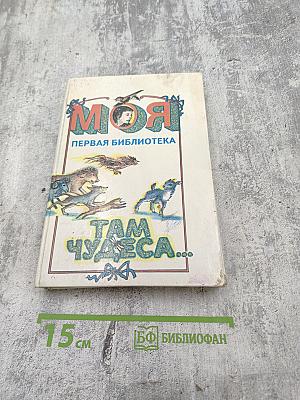 МОЯ
ПЕРВАЯ БИБЛИОТЕКА
ТАМ
ЧУДЕСА...
15 см
БФ БИБЛИОФАН